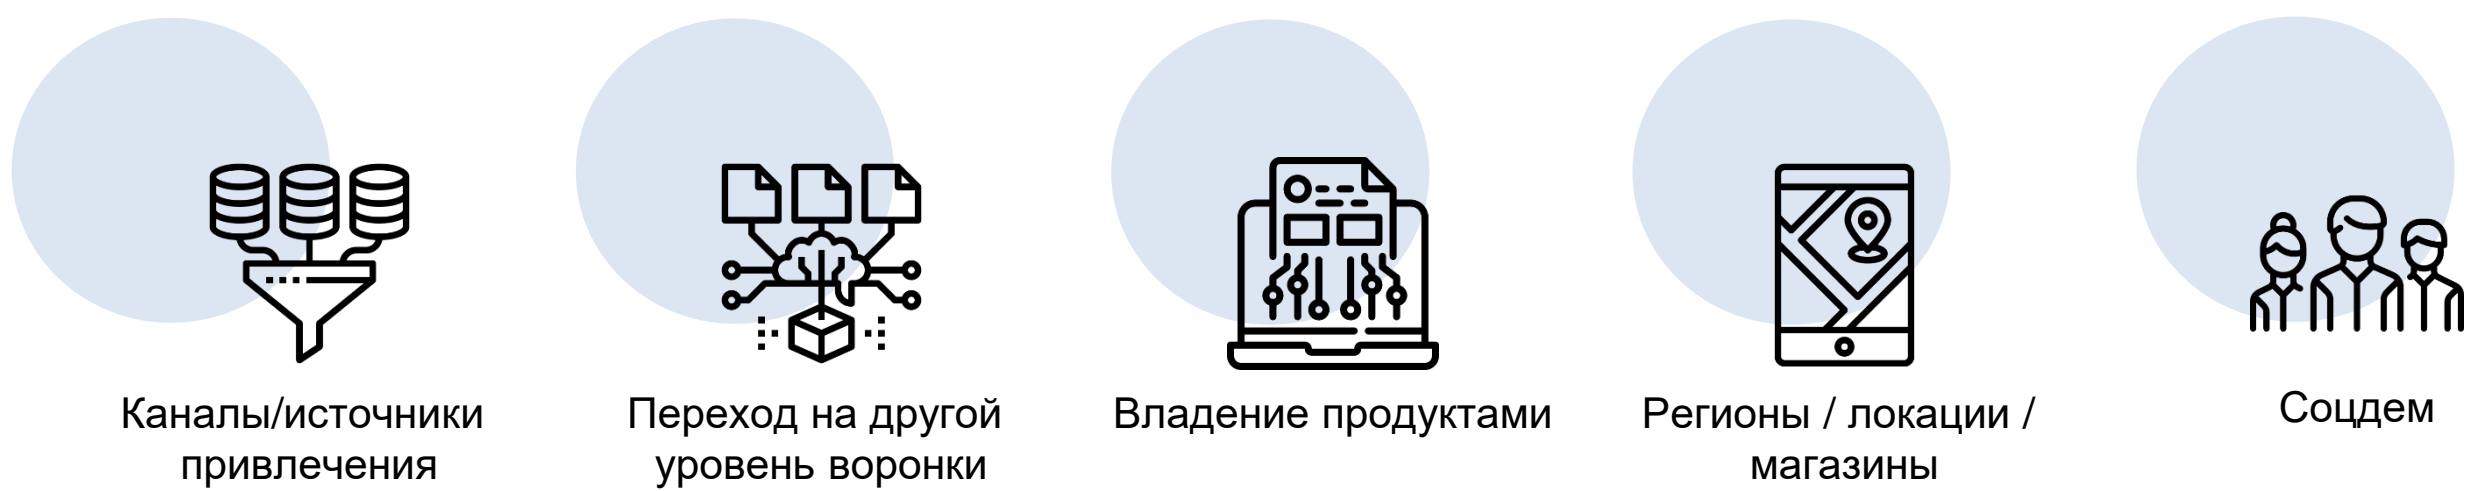 Каналы/источники
привлечения
Переход на другой
уровень воронки
Владение продуктами
Регионы / локации /
магазины
Соцдем